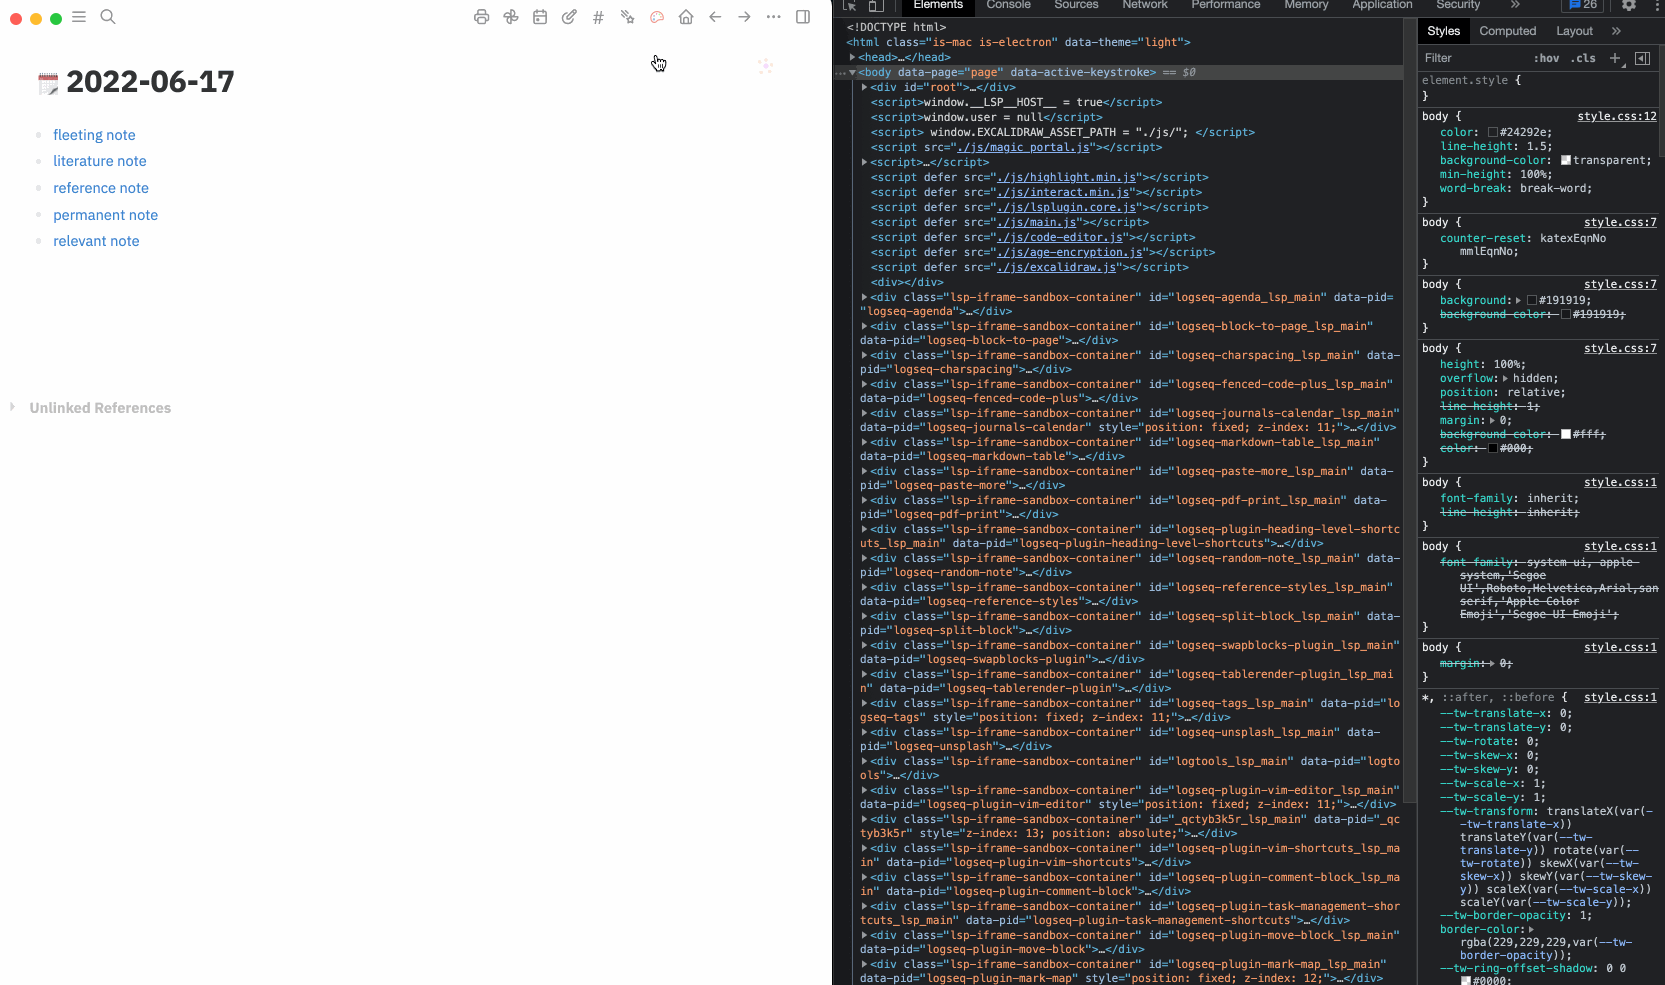 2022-06-17
fleeting note
literature note
reference note
permanent note
relevant note
Unlinked References
Elements Console Sources Network Performance Memory Application Security » 26
<!DOCTYPE html>
<html class="is-mac is-electron" data-theme="light">
<head>…</head>
<body data-page="page" data-active-keystroke> == $0
<div id="root">…</div>
<script>window.__LSP__HOST__ = true</script>
<script>window.user = null</script>
<script> window.EXCALIDRAW_ASSET_PATH = "./js/"; </script>
<script src="./js/magic_portal.js"></script>
<script>…</script>
<script defer src="./js/highlight.min.js"></script>
<script defer src="./js/interact.min.js"></script>
<script defer src="./js/lsplugin.core.js"></script>
<script defer src="./js/main.js"></script>
<script defer src="./js/code-editor.js"></script>
<script defer src="./js/age-encryption.js"></script>
<script defer src="./js/excalidraw.js"></script>
<div></div>
<div class="lsp-iframe-sandbox-container" id="logseq-agenda_lsp_main" data-pid=
"logseq-agenda">…</div>
<div class="lsp-iframe-sandbox-container" id="logseq-block-to-page_lsp_main"
data-pid="logseq-block-to-page">…</div>
<div class="lsp-iframe-sandbox-container" id="logseq-charspacing_lsp_main" data-
pid="logseq-charspacing">…</div>
<div class="lsp-iframe-sandbox-container" id="logseq-fenced-code-plus_lsp_main"
data-pid="logseq-fenced-code-plus">…</div>
<div class="lsp-iframe-sandbox-container" id="logseq-journals-calendar_lsp_main"
data-pid="logseq-journals-calendar" style="position: fixed; z-index: 11;">…</div>
<div class="lsp-iframe-sandbox-container" id="logseq-markdown-table_lsp_main"
data-pid="logseq-markdown-table">…</div>
<div class="lsp-iframe-sandbox-container" id="logseq-paste-more_lsp_main" data-
pid="logseq-paste-more">…</div>
<div class="lsp-iframe-sandbox-container" id="logseq-pdf-print_lsp_main" data-
pid="logseq-pdf-print">…</div>
<div class="lsp-iframe-sandbox-container" id="logseq-plugin-heading-level-shortc
uts_lsp_main" data-pid="logseq-plugin-heading-level-shortcuts">…</div>
<div class="lsp-iframe-sandbox-container" id="logseq-random-note_lsp_main" data-
pid="logseq-random-note">…</div>
<div class="lsp-iframe-sandbox-container" id="logseq-reference-styles_lsp_main"
data-pid="logseq-reference-styles">…</div>
<div class="lsp-iframe-sandbox-container" id="logseq-split-block_lsp_main" data-
pid="logseq-split-block">…</div>
<div class="lsp-iframe-sandbox-container" id="logseq-swapblocks-plugin_lsp_main"
data-pid="logseq-swapblocks-plugin">…</div>
<div class="lsp-iframe-sandbox-container" id="logseq-tablerender-plugin_lsp_mai
n" data-pid="logseq-tablerender-plugin">…</div>
<div class="lsp-iframe-sandbox-container" id="logseq-tags_lsp_main" data-pid="lo
gseq-tags" style="position: fixed; z-index: 11;">…</div>
<div class="lsp-iframe-sandbox-container" id="logseq-unsplash_lsp_main" data-
pid="logseq-unsplash">…</div>
<div class="lsp-iframe-sandbox-container" id="logtools_lsp_main" data-pid="logto
ols">…</div>
<div class="lsp-iframe-sandbox-container" id="logseq-plugin-vim-editor_lsp_main"
data-pid="logseq-plugin-vim-editor" style="position: fixed; z-index: 11;">…</div>
<div class="lsp-iframe-sandbox-container" id="_qctyb3k5r_lsp_main" data-pid="_qc
tyb3k5r" style="z-index: 13; position: absolute;">…</div>
<div class="lsp-iframe-sandbox-container" id="logseq-plugin-vim-shortcuts_lsp_ma
in" data-pid="logseq-plugin-vim-shortcuts">…</div>
<div class="lsp-iframe-sandbox-container" id="logseq-plugin-comment-block_lsp_ma
in" data-pid="logseq-plugin-comment-block">…</div>
<div class="lsp-iframe-sandbox-container" id="logseq-plugin-task-management-shor
tcuts_lsp_main" data-pid="logseq-plugin-task-management-shortcuts">…</div>
<div class="lsp-iframe-sandbox-container" id="logseq-plugin-move-block_lsp_main"
data-pid="logseq-plugin-move-block">…</div>
<div class="lsp-iframe-sandbox-container" id="logseq-plugin-mark-map_lsp_main"
data-pid="logseq-plugin-mark-map" style="position: fixed; z-index: 12;">…</div>
Styles Computed Layout »
Filter :hov .cls +
element.style {
}
body { style.css:12
color: #24292e;
line-height: 1.5;
background-color: transparent;
min-height: 100%;
word-break: break-word;
}
body { style.css:7
counter-reset: katexEqnNo
mmlEqnNo;
}
body { style.css:7
background: #191919;
background-color: #191919;
}
body { style.css:7
height: 100%;
overflow: hidden;
position: relative;
line-height: 1;
margin: 0;
background-color: #fff;
color: #000;
}
body { style.css:1
font-family: inherit;
line-height: inherit;
}
body { style.css:1
font-family: system-ui,-apple-
system,'Segoe
UI',Roboto,Helvetica,Arial,san
serif,'Apple Color
Emoji','Segoe UI Emoji';
}
body { style.css:1
margin: 0;
}
*, ::after, ::before { style.css:1
--tw-translate-x: 0;
--tw-translate-y: 0;
--tw-rotate: 0;
--tw-skew-x: 0;
--tw-skew-y: 0;
--tw-scale-x: 1;
--tw-scale-y: 1;
--tw-transform: translateX(var(-
-tw-translate-x))
translateY(var(--tw-
translate-y)) rotate(var(--
tw-rotate)) skewX(var(--tw-
skew-x)) skewY(var(--tw-skew-
y)) scaleX(var(--tw-scale-x))
scaleY(var(--tw-scale-y));
--tw-border-opacity: 1;
border-color:
rgba(229,229,229,var(--tw-
border-opacity));
--tw-ring-offset-shadow: 0 0
#0000;